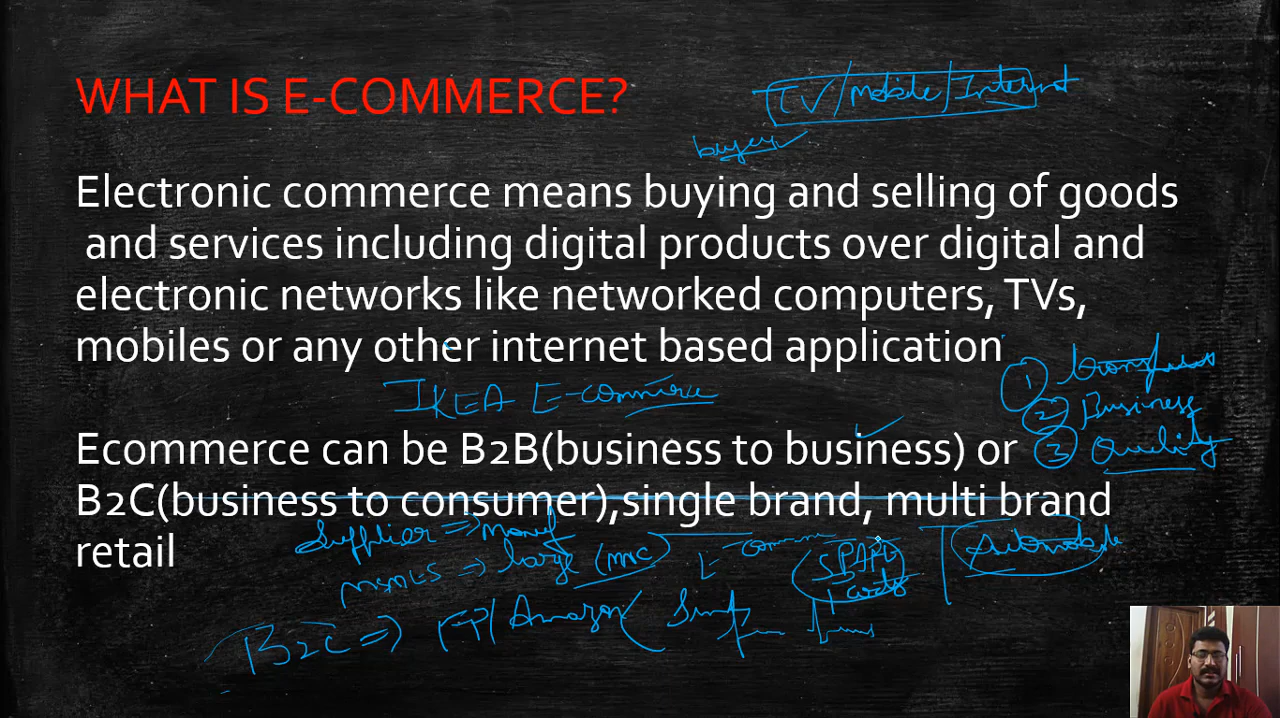 WHAT IS E-COMMERCE?
TV/mobile/Internet
buyer
Electronic commerce means buying and selling of goods
and services including digital products over digital and
electronic networks like networked computers, TVs,
mobiles or any other internet based application
1
IKEA E-commerce
2 Business
3 Quality
Ecommerce can be B2B(business to business) or
B2C(business to consumer),single brand, multi brand
retail
Supplier => manuf
MSMES => large (MNC) E-commerce
SPARE
Parts
Automobile
B2C => FP/Amazon